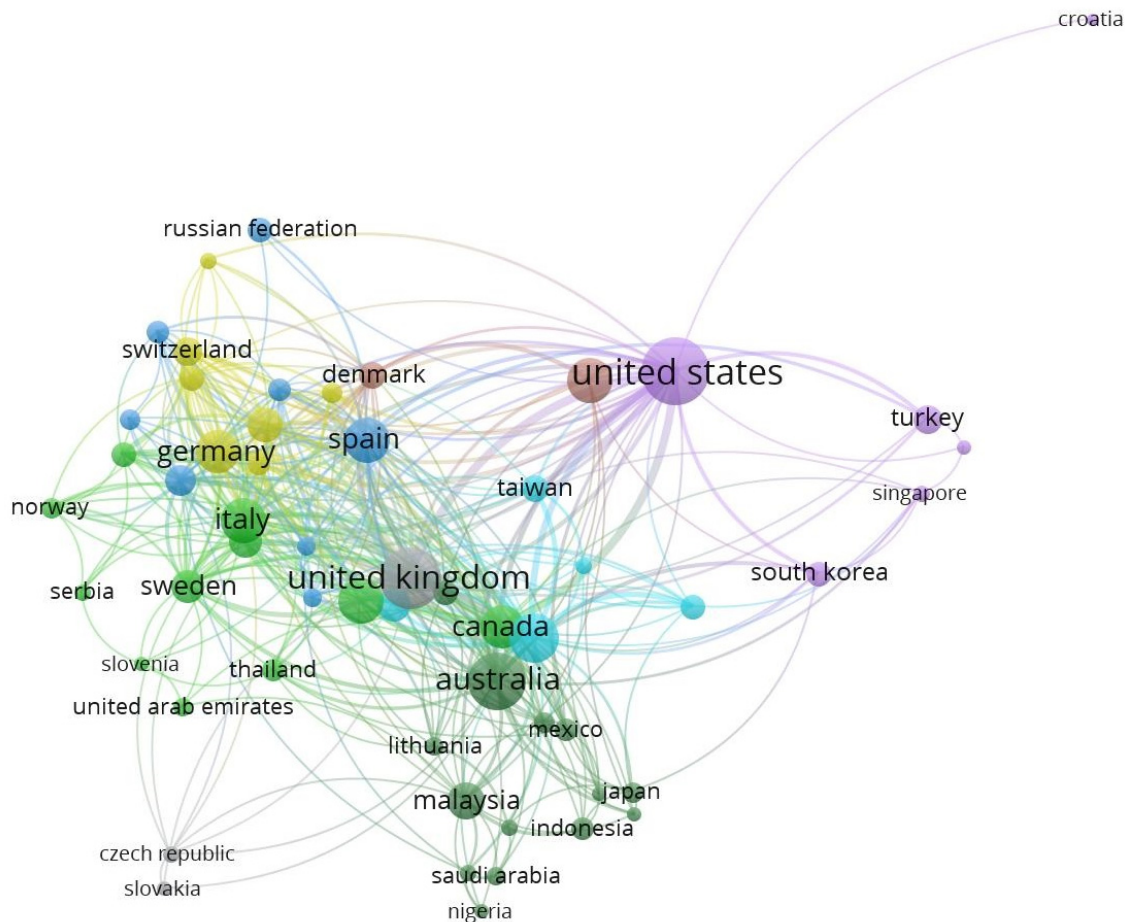 croatia
russian federation
switzerland
denmark
united states
turkey
spain
germany
taiwan
singapore
norway
italy
south korea
united kingdom
sweden
serbia
canada
slovenia
thailand
australia
united arab emirates
mexico
lithuania
japan
malaysia
indonesia
czech republic
saudi arabia
slovakia
nigeria